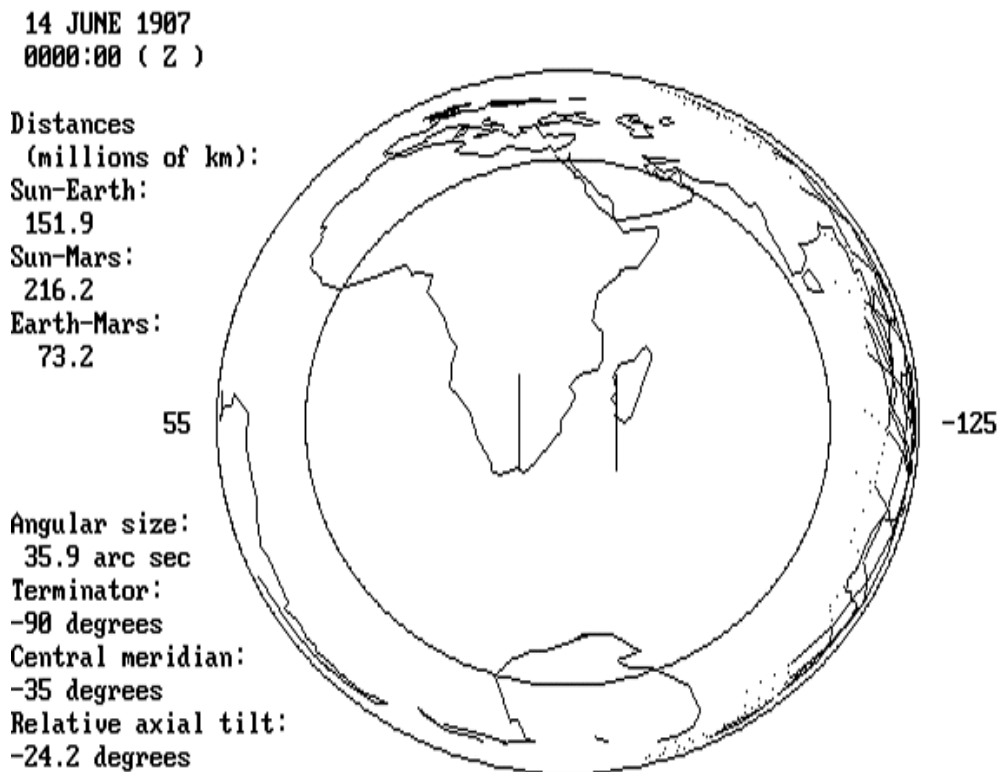 14 JUNE 1907
0000:00 ( Z )
Distances
(millions of km):
Sun-Earth:
151.9
Sun-Mars:
216.2
Earth-Mars:
73.2
55
-125
Angular size:
35.9 arc sec
Terminator:
-90 degrees
Central meridian:
-35 degrees
Relative axial tilt:
-24.2 degrees